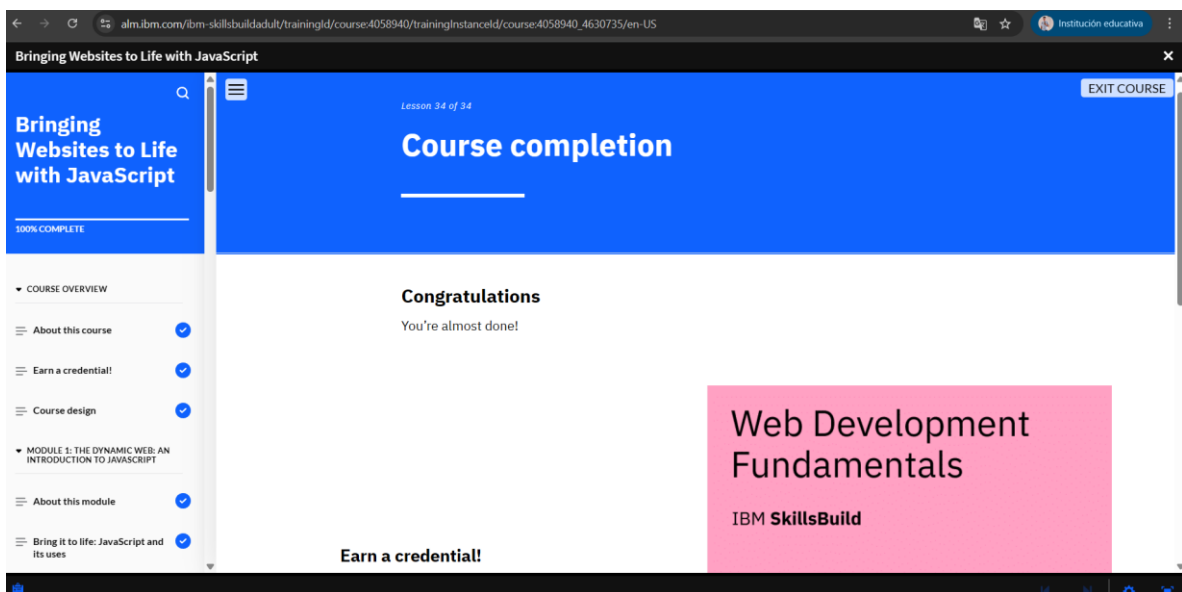 alm.ibm.com/ibm-skillsbuildadult/trainingId/course:4058940/trainingInstanceId/course:4058940_4630735/en-US
Institución educativa
Bringing Websites to Life with JavaScript
Bringing
Websites to Life
with JavaScript
100% COMPLETE
COURSE OVERVIEW
About this course
Earn a credential!
Course design
MODULE 1: THE DYNAMIC WEB: AN
INTRODUCTION TO JAVASCRIPT
About this module
Bring it to life: JavaScript and
its uses
EXIT COURSE
Lesson 34 of 34
Course completion
Congratulations
You're almost done!
Web Development
Fundamentals
IBM SkillsBuild
Earn a credential!